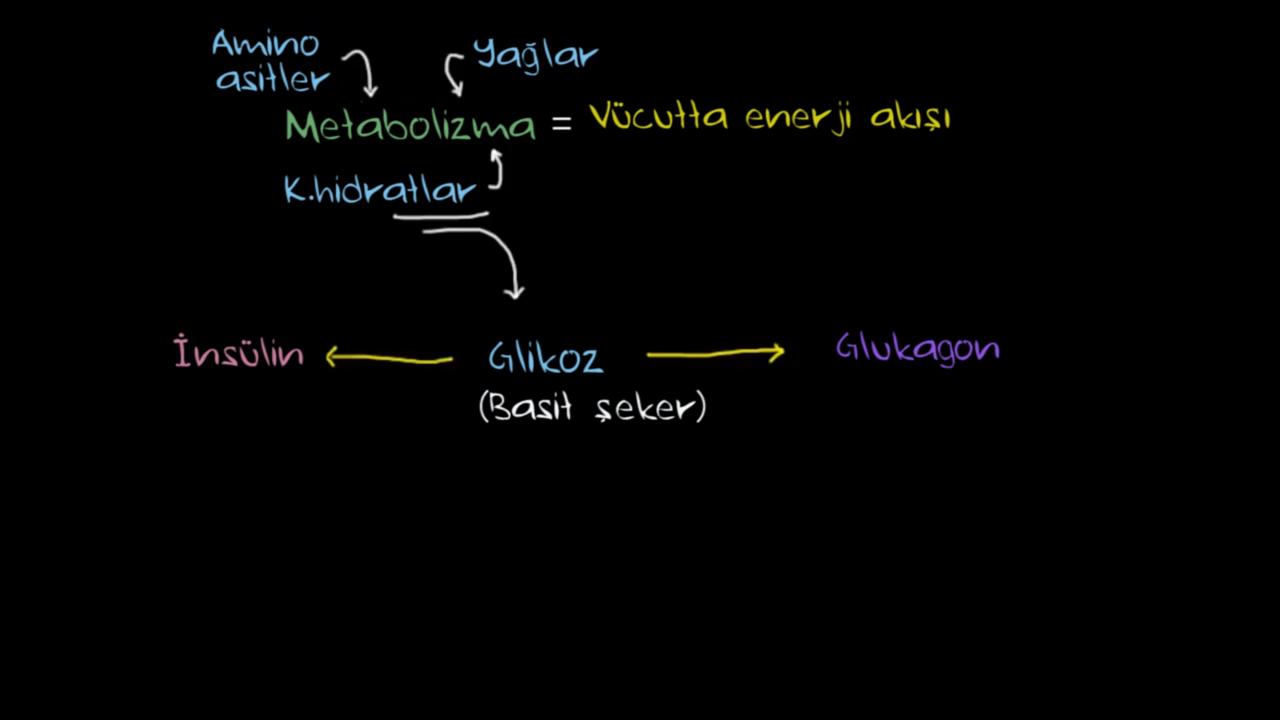 Amino
asitler
Yağlar
Metabolizma = Vücutta enerji akışı
K.hidratlar
İnsülin
Glikoz
(Basit şeker)
Glukagon